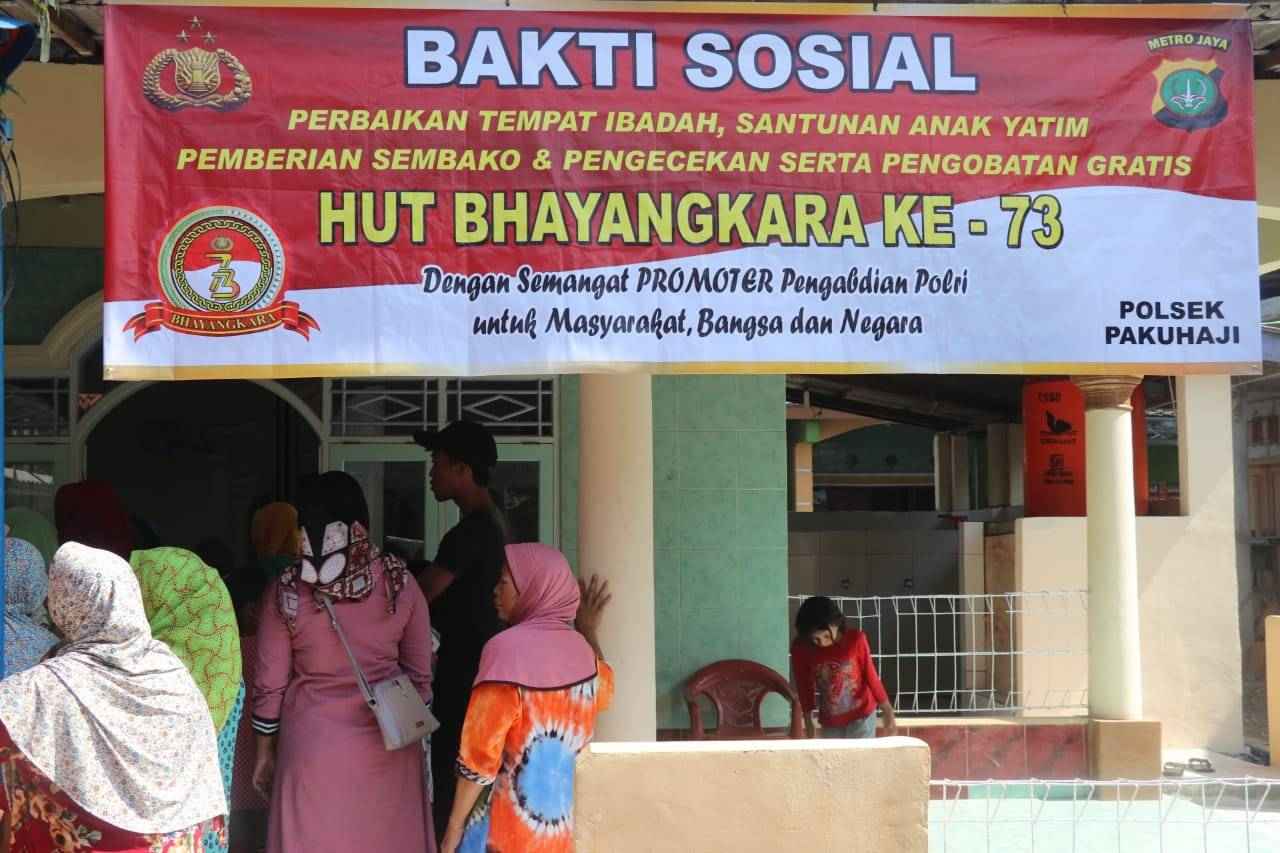 BAKTI SOSIAL
METRO JAYA
PERBAIKAN TEMPAT IBADAH, SANTUNAN ANAK YATIM
PEMBERIAN SEMBAKO & PENGECEKAN SERTA PENGOBATAN GRATIS
HUT BHAYANGKARA KE - 73
73
BHAYANGKARA
Dengan Semangat PROMOTER Pengabdian Polri
untuk Masyarakat, Bangsa dan Negara
POLSEK
PAKUHAJI